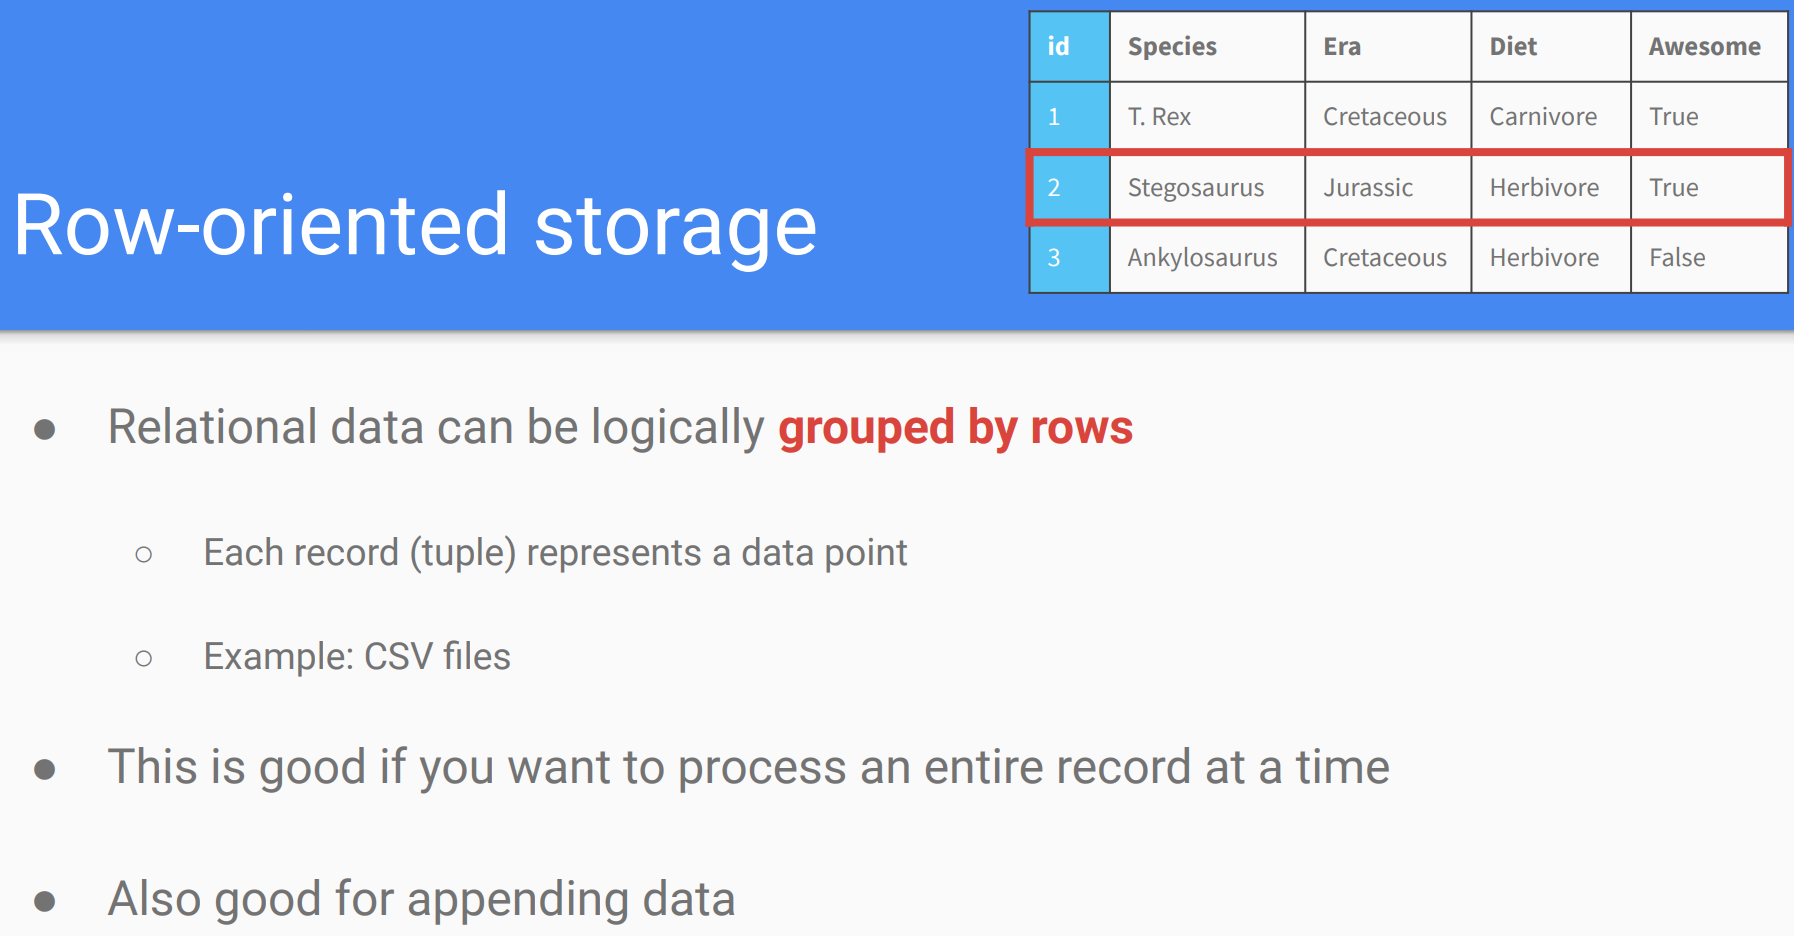 Row-oriented storage
id Species Era Diet Awesome
1 T. Rex Cretaceous Carnivore True
2 Stegosaurus Jurassic Herbivore True
3 Ankylosaurus Cretaceous Herbivore False
● Relational data can be logically grouped by rows
○ Each record (tuple) represents a data point
○ Example: CSV files
● This is good if you want to process an entire record at a time
● Also good for appending data